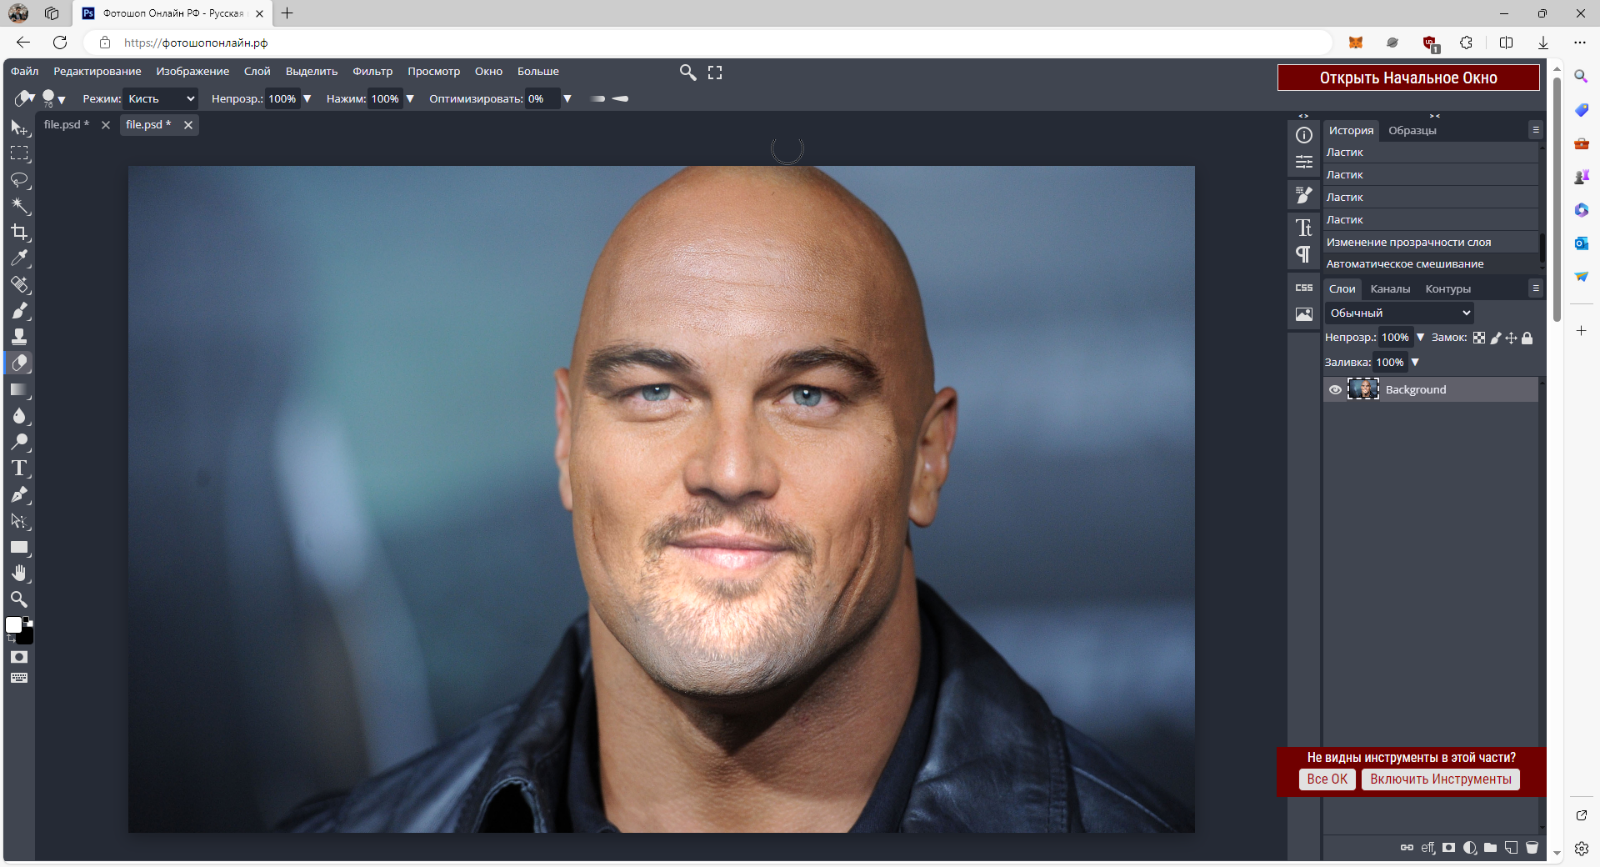 Фотошоп Онлайн РФ - Русская
https://фотошопонлайн.рф
1
Файл Редактирование Изображение Слой Выделить Фильтр Просмотр Окно Больше
Открыть Начальное Окно
76 Режим: Кисть Непрозр.: 100% Нажим: 100% Оптимизировать: 0%
file.psd * file.psd *
История Образцы
Ластик
Ластик
Ластик
Ластик
Изменение прозрачности слоя
Автоматическое смешивание
CSS
Слои Каналы Контуры
Обычный
Непрозр.: 100% Замок:
Заливка: 100%
Background
Не видны инструменты в этой части?
Все ОК Включить Инструменты
eff